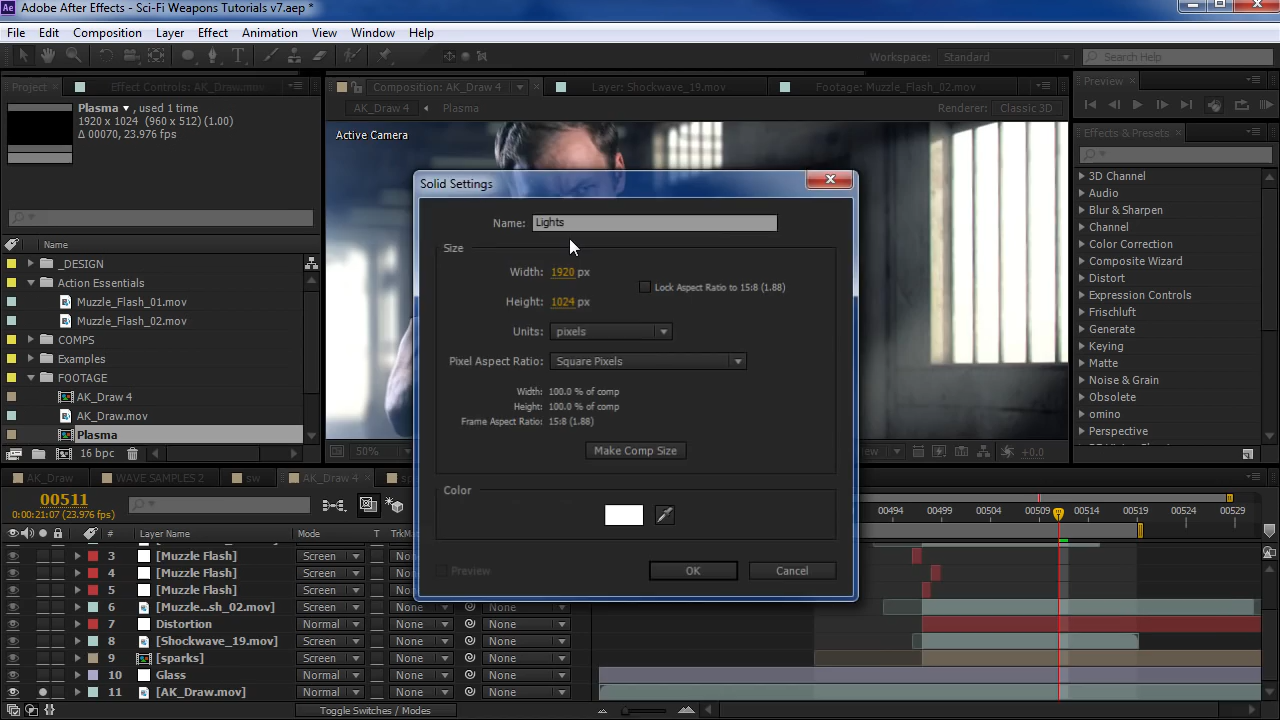 Adobe After Effects - Sci-Fi Weapons Tutorials v7.aep *
File Edit Composition Layer Effect Animation View Window Help
Workspace: Standard
Search Help
Project
Effect Controls: AK_Draw.mov
Composition: AK_Draw 4
Layer: Shockwave_19.mov
Footage: Muzzle_Flash_02.mov
Preview
Plasma ▼, used 1 time
1920 x 1024 (960 x 512) (1.00)
Δ 00070, 23.976 fps
AK_Draw 4
Plasma
Renderer: Classic 3D
Active Camera
Effects & Presets
3D Channel
Audio
Blur & Sharpen
Channel
Color Correction
Composite Wizard
Distort
Expression Controls
Frischluft
Generate
Keying
Matte
Noise & Grain
Obsolete
omino
Perspective
Name
_DESIGN
Action Essentials
Muzzle_Flash_01.mov
Muzzle_Flash_02.mov
COMPS
Examples
FOOTAGE
AK_Draw 4
AK_Draw.mov
Plasma
16 bpc
Solid Settings
Name: Lights
Size
Width: 1920 px
Lock Aspect Ratio to 15:8 (1.88)
Height: 1024 px
Units: pixels
Pixel Aspect Ratio: Square Pixels
Width: 100.0 % of comp
Height: 100.0 % of comp
Frame Aspect Ratio: 15:8 (1.88)
Make Comp Size
Color
Preview
OK
Cancel
50%
+0.0
AK_Draw
WAVE SAMPLES 2
sw
AK_Draw 4
00511
0:00:21:07 (23.976 fps)
00494 00499 00504 00509 00514 00519 00524 00529
Layer Name Mode T TrkMat
3 [Muzzle Flash] Screen None
4 [Muzzle Flash] Screen None None
5 [Muzzle Flash] Screen None None
6 [Muzzle...sh_02.mov] Screen None None
7 Distortion Normal None None
8 [Shockwave_19.mov] Screen None None
9 [sparks] Screen None None
10 Glass Normal None None
11 [AK_Draw.mov] Normal None None
Toggle Switches / Modes